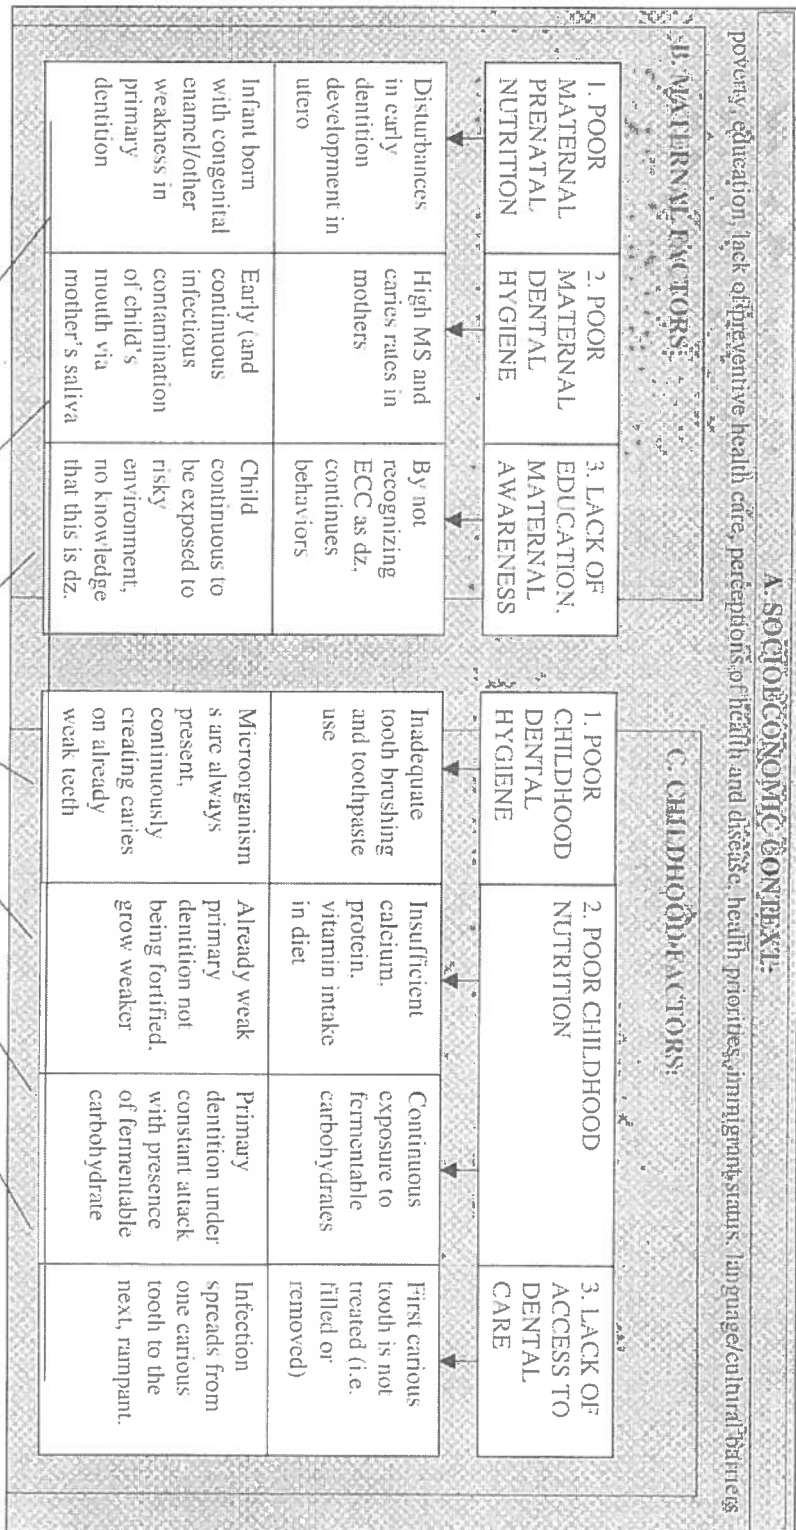 A. SOCIOECONOMIC CONTEXT:
poverty, education, lack of preventive health care, perceptions of health and disease, health priorities, immigrant status, language/cultural barriers
B. MATERNAL FACTORS:
1. POOR
MATERNAL
PRENATAL
NUTRITION
2. POOR
MATERNAL
DENTAL
HYGIENE
3. LACK OF
EDUCATION,
MATERNAL
AWARENESS
Disturbances
in early
dentition
development in
utero
High MS and
caries rates in
mothers
By not
recognizing
ECC as dz,
continues
behaviors
Infant born
with congenital
enamel/other
weakness in
primary
dentition
Early (and
continuous
infectious
contamination
of child's
mouth via
mother's saliva
Child
continuous to
be exposed to
risky
environment,
no knowledge
that this is dz.
C. CHILDHOOD FACTORS:
1. POOR
CHILDHOOD
DENTAL
HYGIENE
2. POOR CHILDHOOD
NUTRITION
3. LACK OF
ACCESS TO
DENTAL
CARE
Inadequate
tooth brushing
and toothpaste
use
Insufficient
calcium,
protein,
vitamin intake
in diet
Continuous
exposure to
fermentable
carbohydrates
First carious
tooth is not
treated (i.e.
filled or
removed)
Microorganism
s are always
present,
continuously
creating caries
on already
weak teeth
Already weak
primary
dentition not
being fortified,
grow weaker
Primary
dentition under
constant attack
with presence
of fermentable
carbohydrate
Infection
spreads from
one carious
tooth to the
next, rampant.